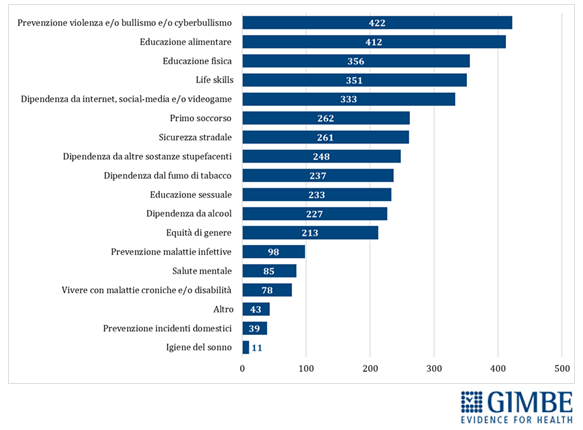 Prevenzione violenza e/o bullismo e/o cyberbullismo 422
Educazione alimentare 412
Educazione fisica 356
Life skills 351
Dipendenza da internet, social-media e/o videogame 333
Primo soccorso 262
Sicurezza stradale 261
Dipendenza da altre sostanze stupefacenti 248
Dipendenza dal fumo di tabacco 237
Educazione sessuale 233
Dipendenza da alcool 227
Equità di genere 213
Prevenzione malattie infettive 98
Salute mentale 85
Vivere con malattie croniche e/o disabilità 78
Altro 43
Prevenzione incidenti domestici 39
Igiene del sonno 11
0 100 200 300 400 500
GIMBE
EVIDENCE FOR HEALTH